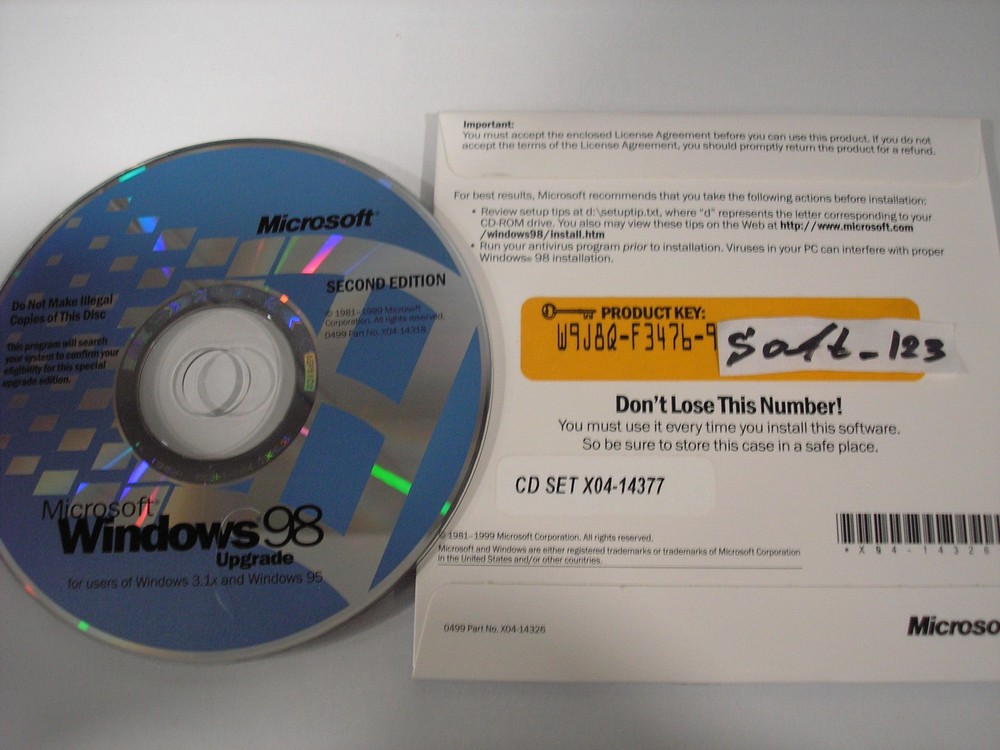 Microsoft®
SECOND EDITION
© 1981-1999 Microsoft
Corporation. All rights reserved.
0499 Part No. X04-14318
Do Not Make Illegal
Copies of This Disc
This program will search
your system to confirm your
eligibility for this special
upgrade edition.
Microsoft®
Windows 98
Upgrade
for users of Windows 3.1x and Windows 95
Important:
You must accept the enclosed License Agreement before you can use this product. If you do not
accept the terms of the License Agreement, you should promptly return the product for a refund.
For best results, Microsoft recommends that you take the following actions before installation:
• Review setup tips at d:\setuptip.txt, where "d" represents the letter corresponding to your
CD-ROM drive. You also may view these tips on the Web at http://www.microsoft.com
/windows98/install.htm
• Run your antivirus program prior to installation. Viruses in your PC can interfere with proper
Windows® 98 installation.
PRODUCT KEY:
W9J8Q-F3476-9
Saft_123
Don't Lose This Number!
You must use it every time you install this software.
So be sure to store this case in a safe place.
CD SET X04-14377
© 1981-1999 Microsoft Corporation. All rights reserved.
Microsoft and Windows are either registered trademarks or trademarks of Microsoft Corporation
in the United States and/or other countries.
*X04-14326
0499 Part No. X04-14326
Microso